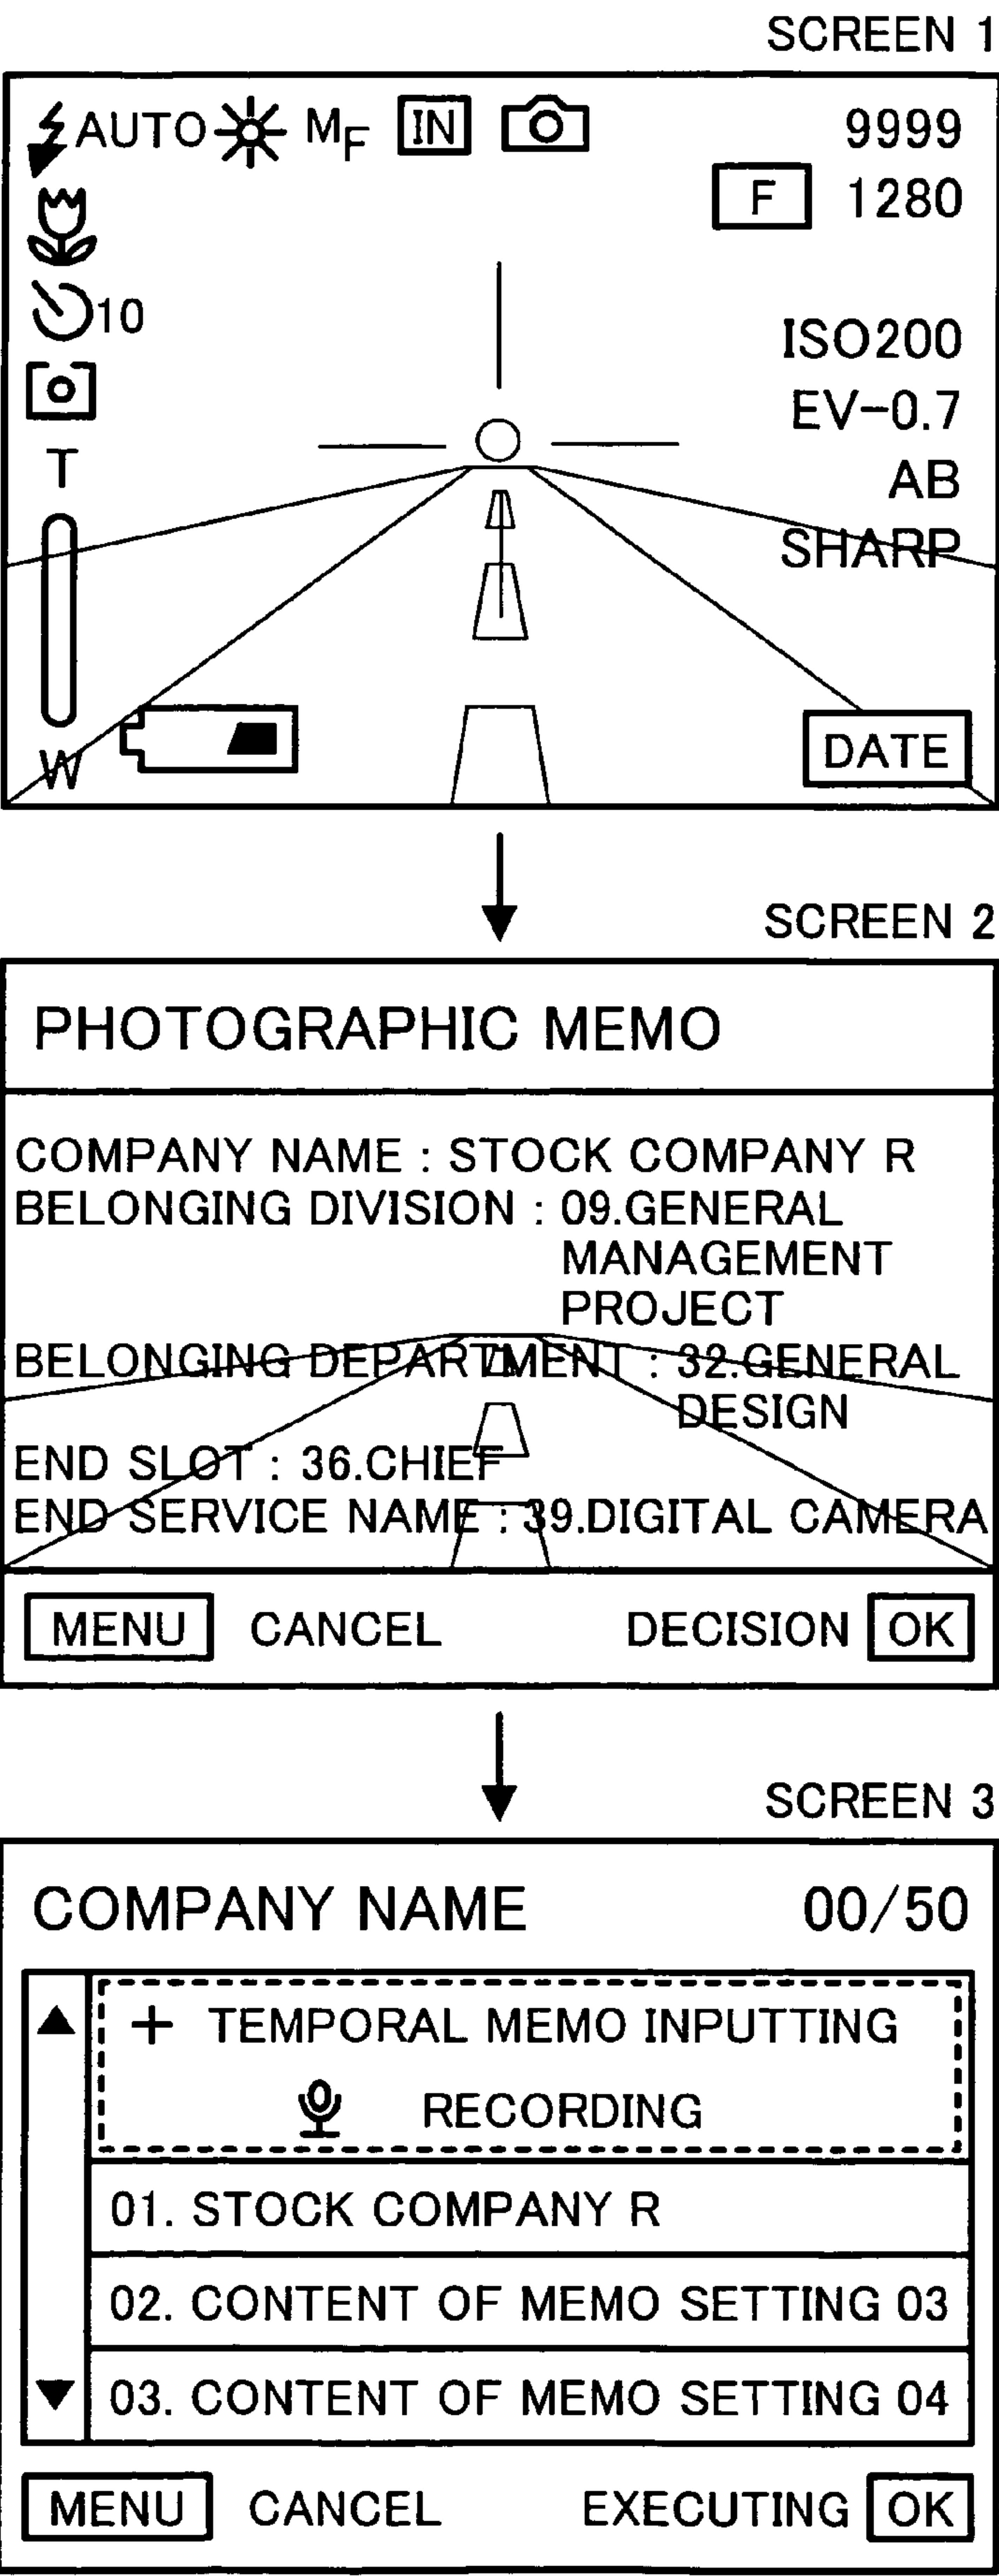 SCREEN 1
AUTO MF IN 9999
F 1280
10
ISO200
EV-0.7
AB
T
SHARP
W
DATE
SCREEN 2
PHOTOGRAPHIC MEMO
COMPANY NAME : STOCK COMPANY R
BELONGING DIVISION : 09.GENERAL
MANAGEMENT
PROJECT
BELONGING DEPARTMENT : 32.GENERAL
DESIGN
END SLOT : 36.CHIEF
END SERVICE NAME : 39.DIGITAL CAMERA
MENU CANCEL DECISION OK
SCREEN 3
COMPANY NAME 00/50
+ TEMPORAL MEMO INPUTTING
RECORDING
01. STOCK COMPANY R
02. CONTENT OF MEMO SETTING 03
03. CONTENT OF MEMO SETTING 04
MENU CANCEL EXECUTING OK